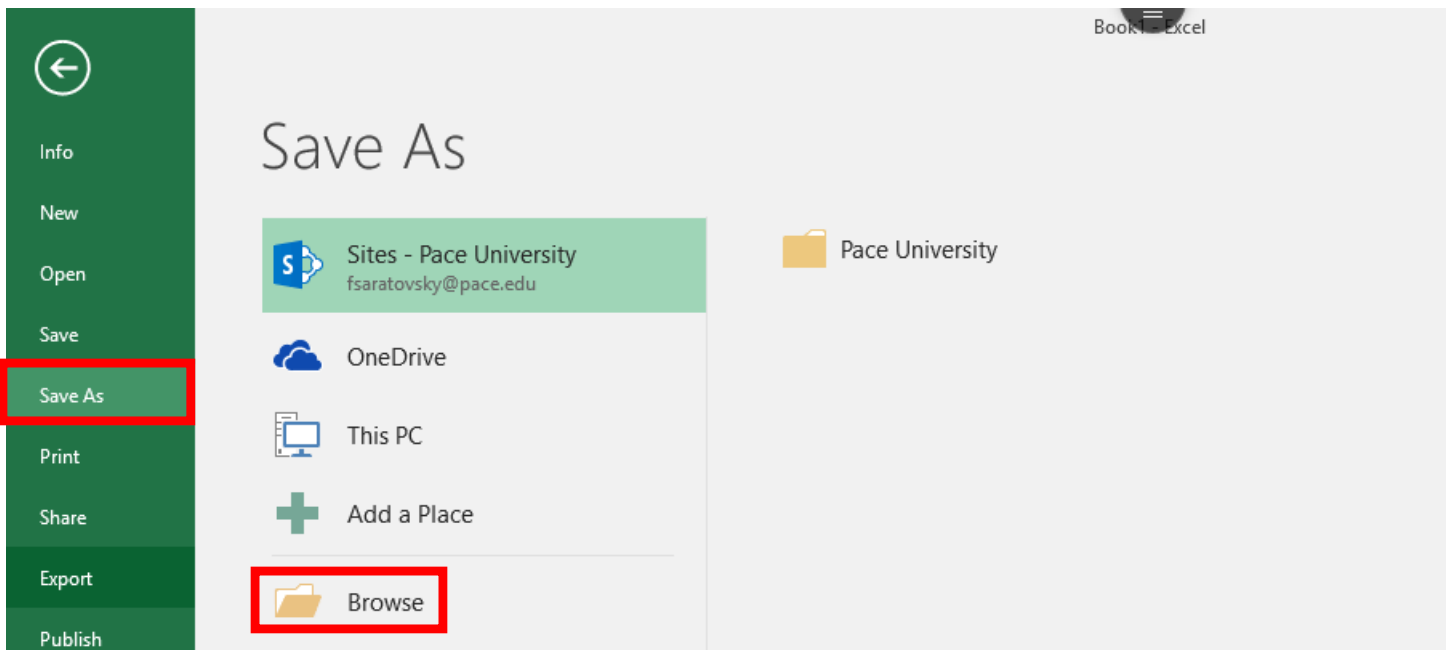 Book1 - Excel
Info
New
Open
Save
Save As
Print
Share
Export
Publish
Save As
Sites - Pace University
fsaratovsky@pace.edu
OneDrive
This PC
Add a Place
Browse
Pace University